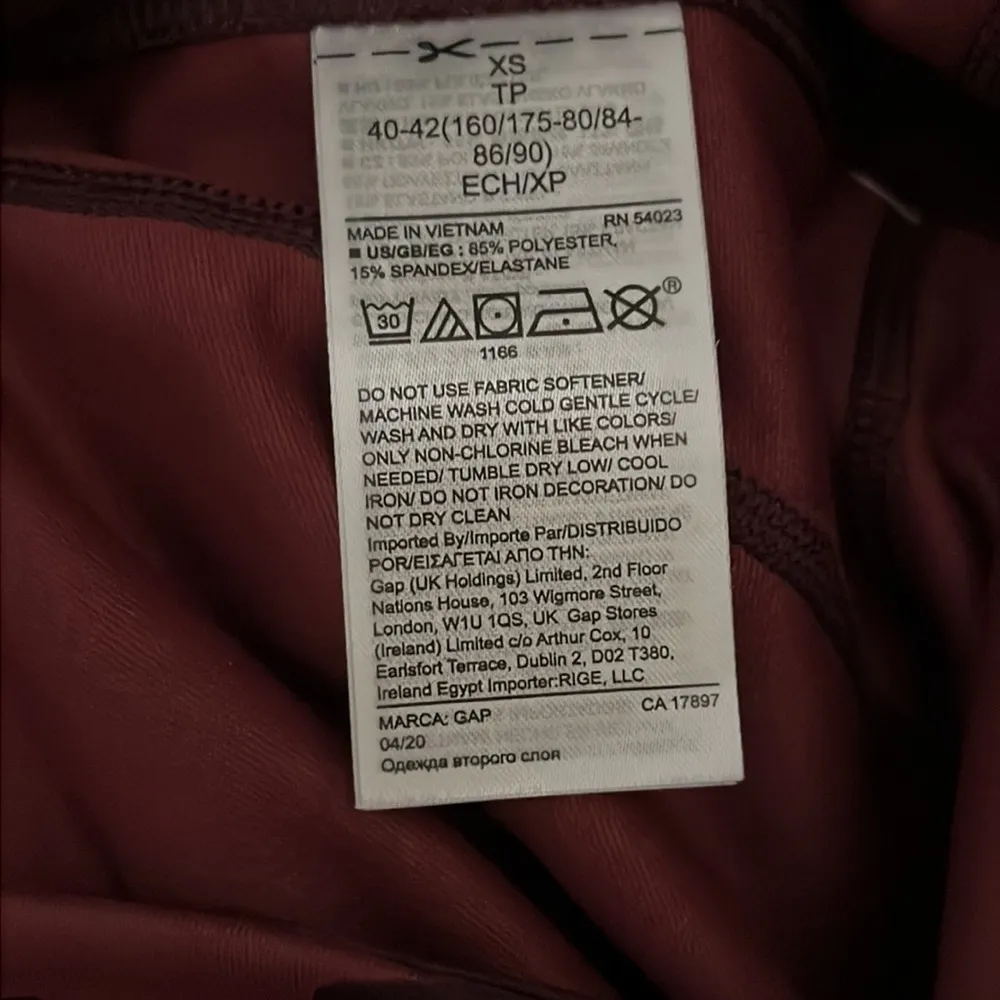 XS
TP
40-42(160/175-80/84-
86/90)
ECH/XP
MADE IN VIETNAM RN 54023
US/GB/EG : 85% POLYESTER,
15% SPANDEX/ELASTANE
30
®
1166
DO NOT USE FABRIC SOFTENER/
MACHINE WASH COLD GENTLE CYCLE/
WASH AND DRY WITH LIKE COLORS/
ONLY NON-CHLORINE BLEACH WHEN
NEEDED/ TUMBLE DRY LOW/ COOL
IRON/ DO NOT IRON DECORATION/ DO
NOT DRY CLEAN
Imported By/Importe Par/DISTRIBUIDO
POR/ΕΙΣΑΓΕΤΑΙ ΑΠΟ ΤΗΝ:
Gap (UK Holdings) Limited, 2nd Floor
Nations House, 103 Wigmore Street,
London, W1U 1QS, UK Gap Stores
(Ireland) Limited c/o Arthur Cox, 10
Earlsfort Terrace, Dublin 2, D02 T380,
Ireland Egypt Importer:RIGE, LLC
MARCA: GAP CA 17897
04/20
Одежда второго слоя